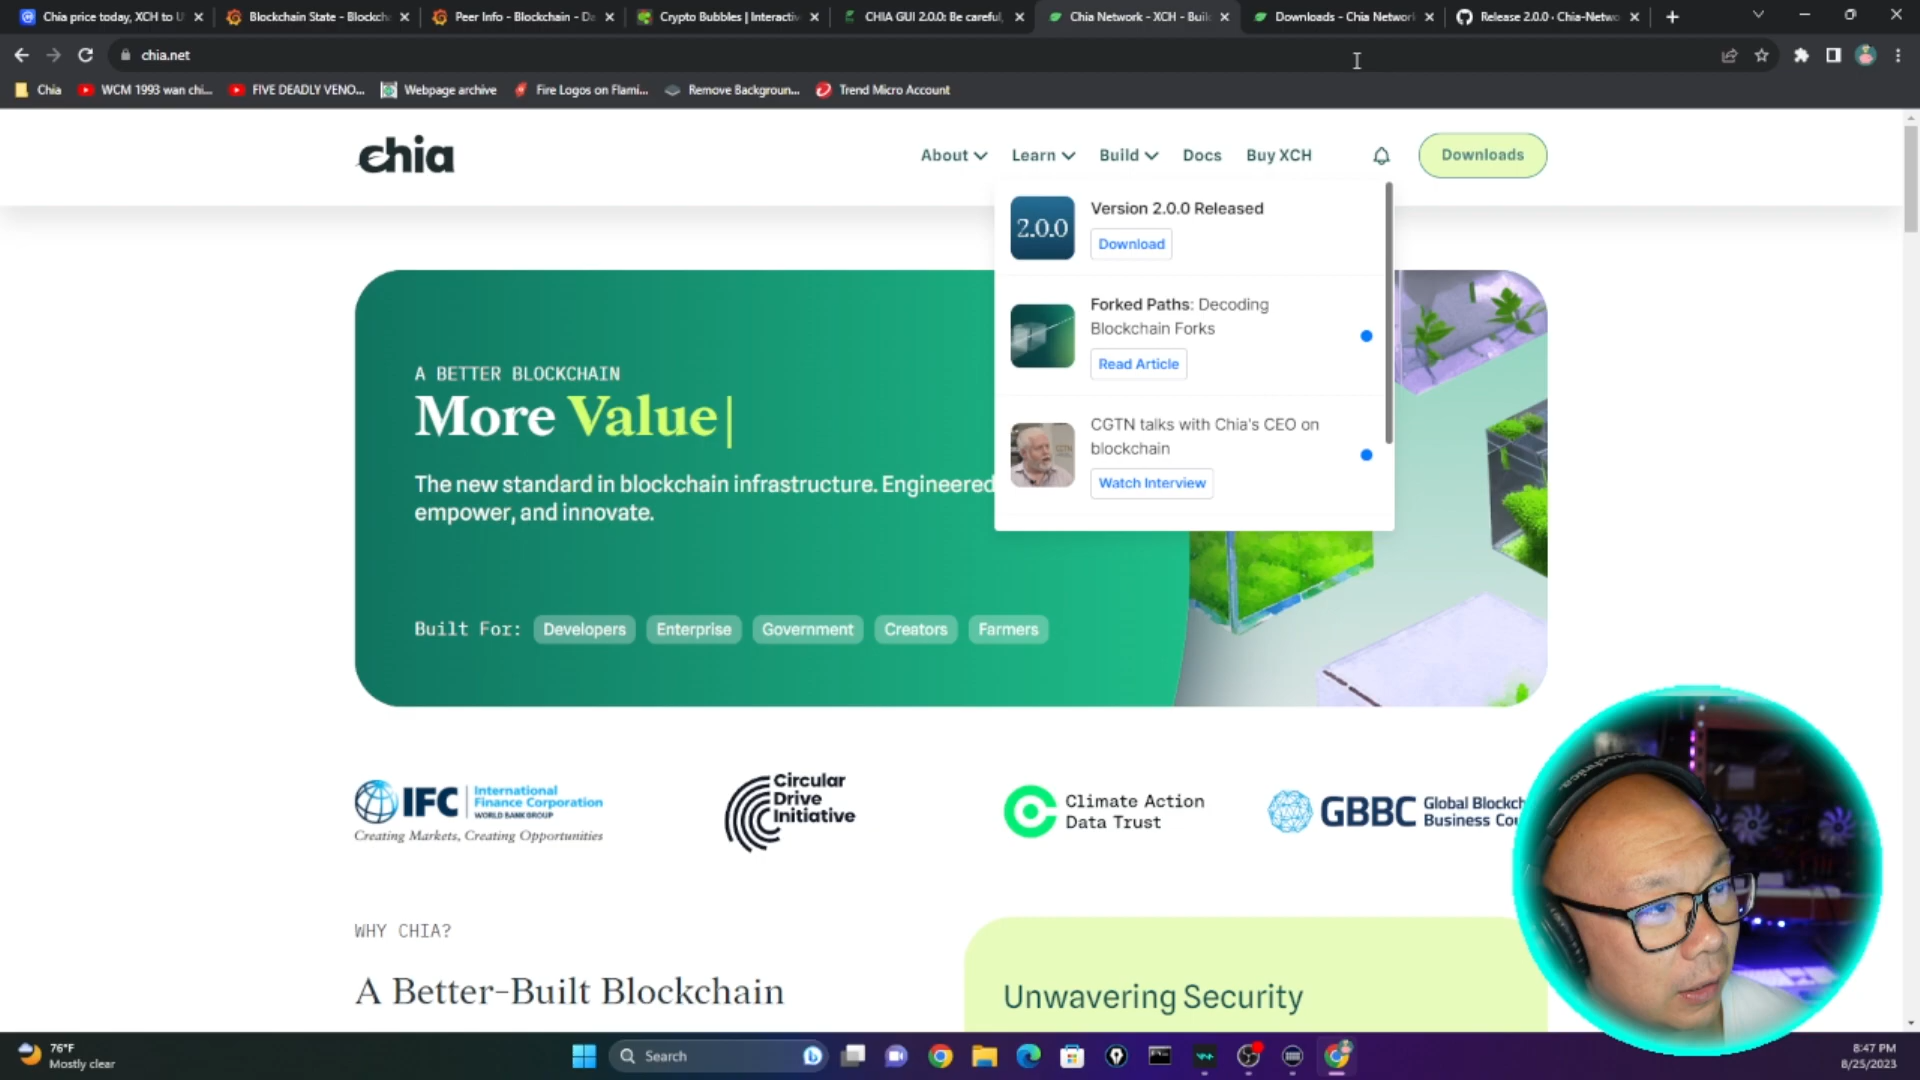 Chia price today, XCH to U
Blockchain State - Blockch
Peer Info - Blockchain - Da
Crypto Bubbles | Interactiv
CHIA GUI 2.0.0: Be careful,
Chia Network - XCH - Buil
Downloads - Chia Network
Release 2.0.0 · Chia-Netwo
chia.net
Chia
WCM 1993 wan chi...
FIVE DEADLY VENO...
Webpage archive
Fire Logos on Flami...
Remove Backgroun...
Trend Micro Account
chia
About
Learn
Build
Docs
Buy XCH
Downloads
2.0.0
Version 2.0.0 Released
Download
Forked Paths: Decoding
Blockchain Forks
Read Article
CGTN talks with Chia's CEO on
blockchain
Watch Interview
A BETTER BLOCKCHAIN
More Value|
The new standard in blockchain infrastructure. Engineered
empower, and innovate.
Built For:
Developers
Enterprise
Government
Creators
Farmers
IFC
International
Finance Corporation
WORLD BANK GROUP
Creating Markets, Creating Opportunities
Circular
Drive
Initiative
Climate Action
Data Trust
GBBC
Global Blockch
Business Cou
WHY CHIA?
A Better-Built Blockchain
Unwavering Security
76°F
Mostly clear
Search
8:47 PM
8/25/2023